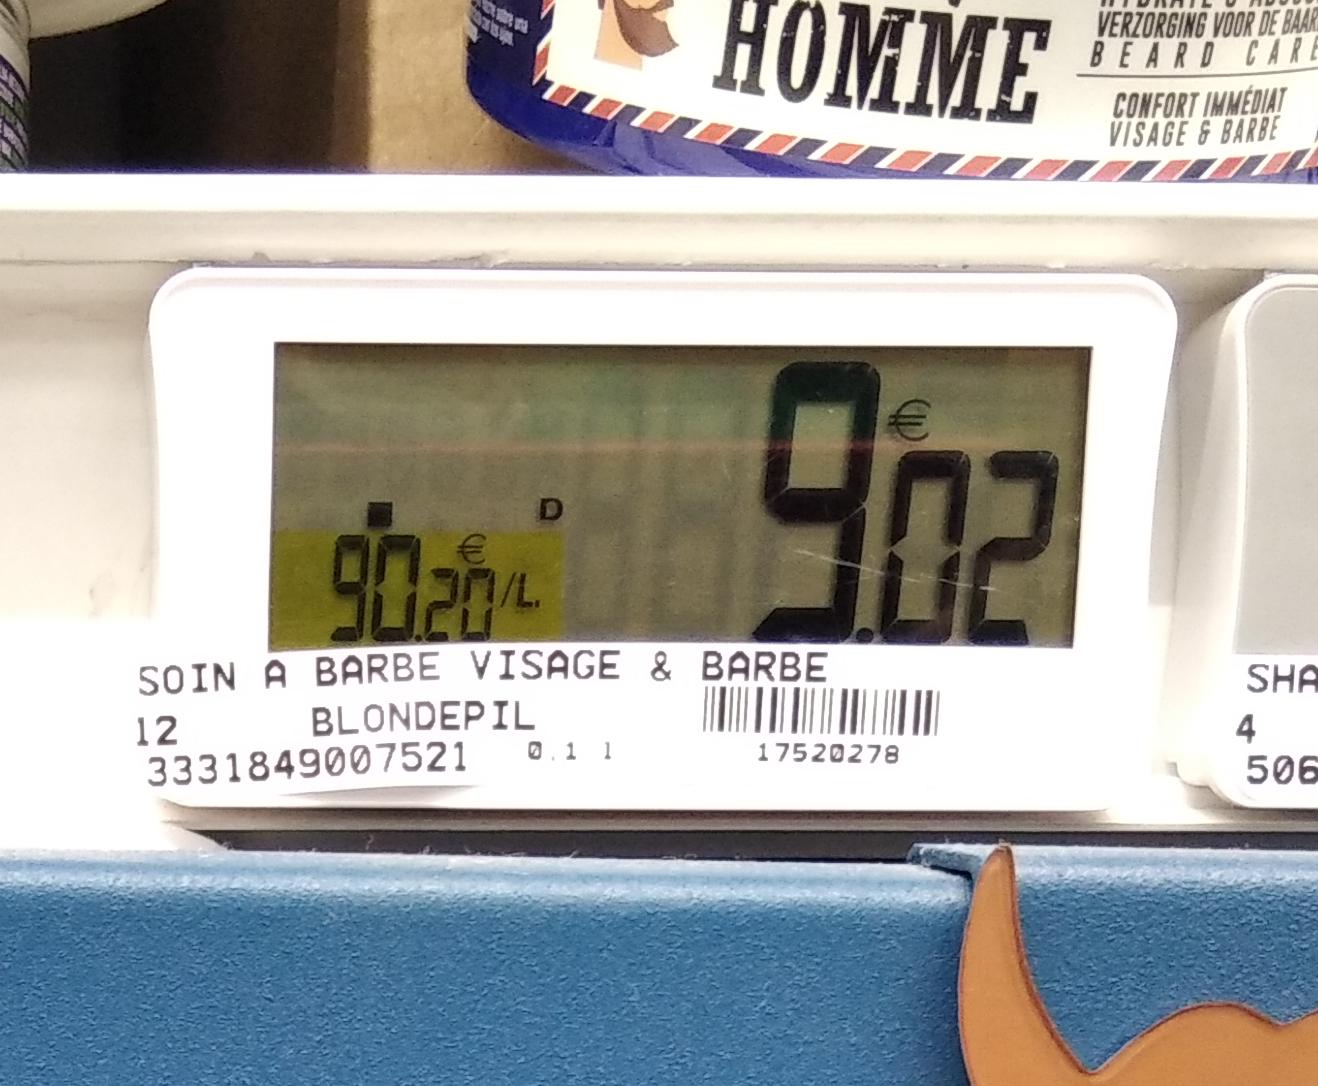 HOMME
VERZORGING VOOR DE BAAR
BEARD CARE
CONFORT IMMÉDIAT
VISAGE & BARBE
9€.02
D
90€.20/L.
SOIN A BARBE VISAGE & BARBE
12 BLONDEPIL
3331849007521 0.1 l 17520278
SHA
4
506